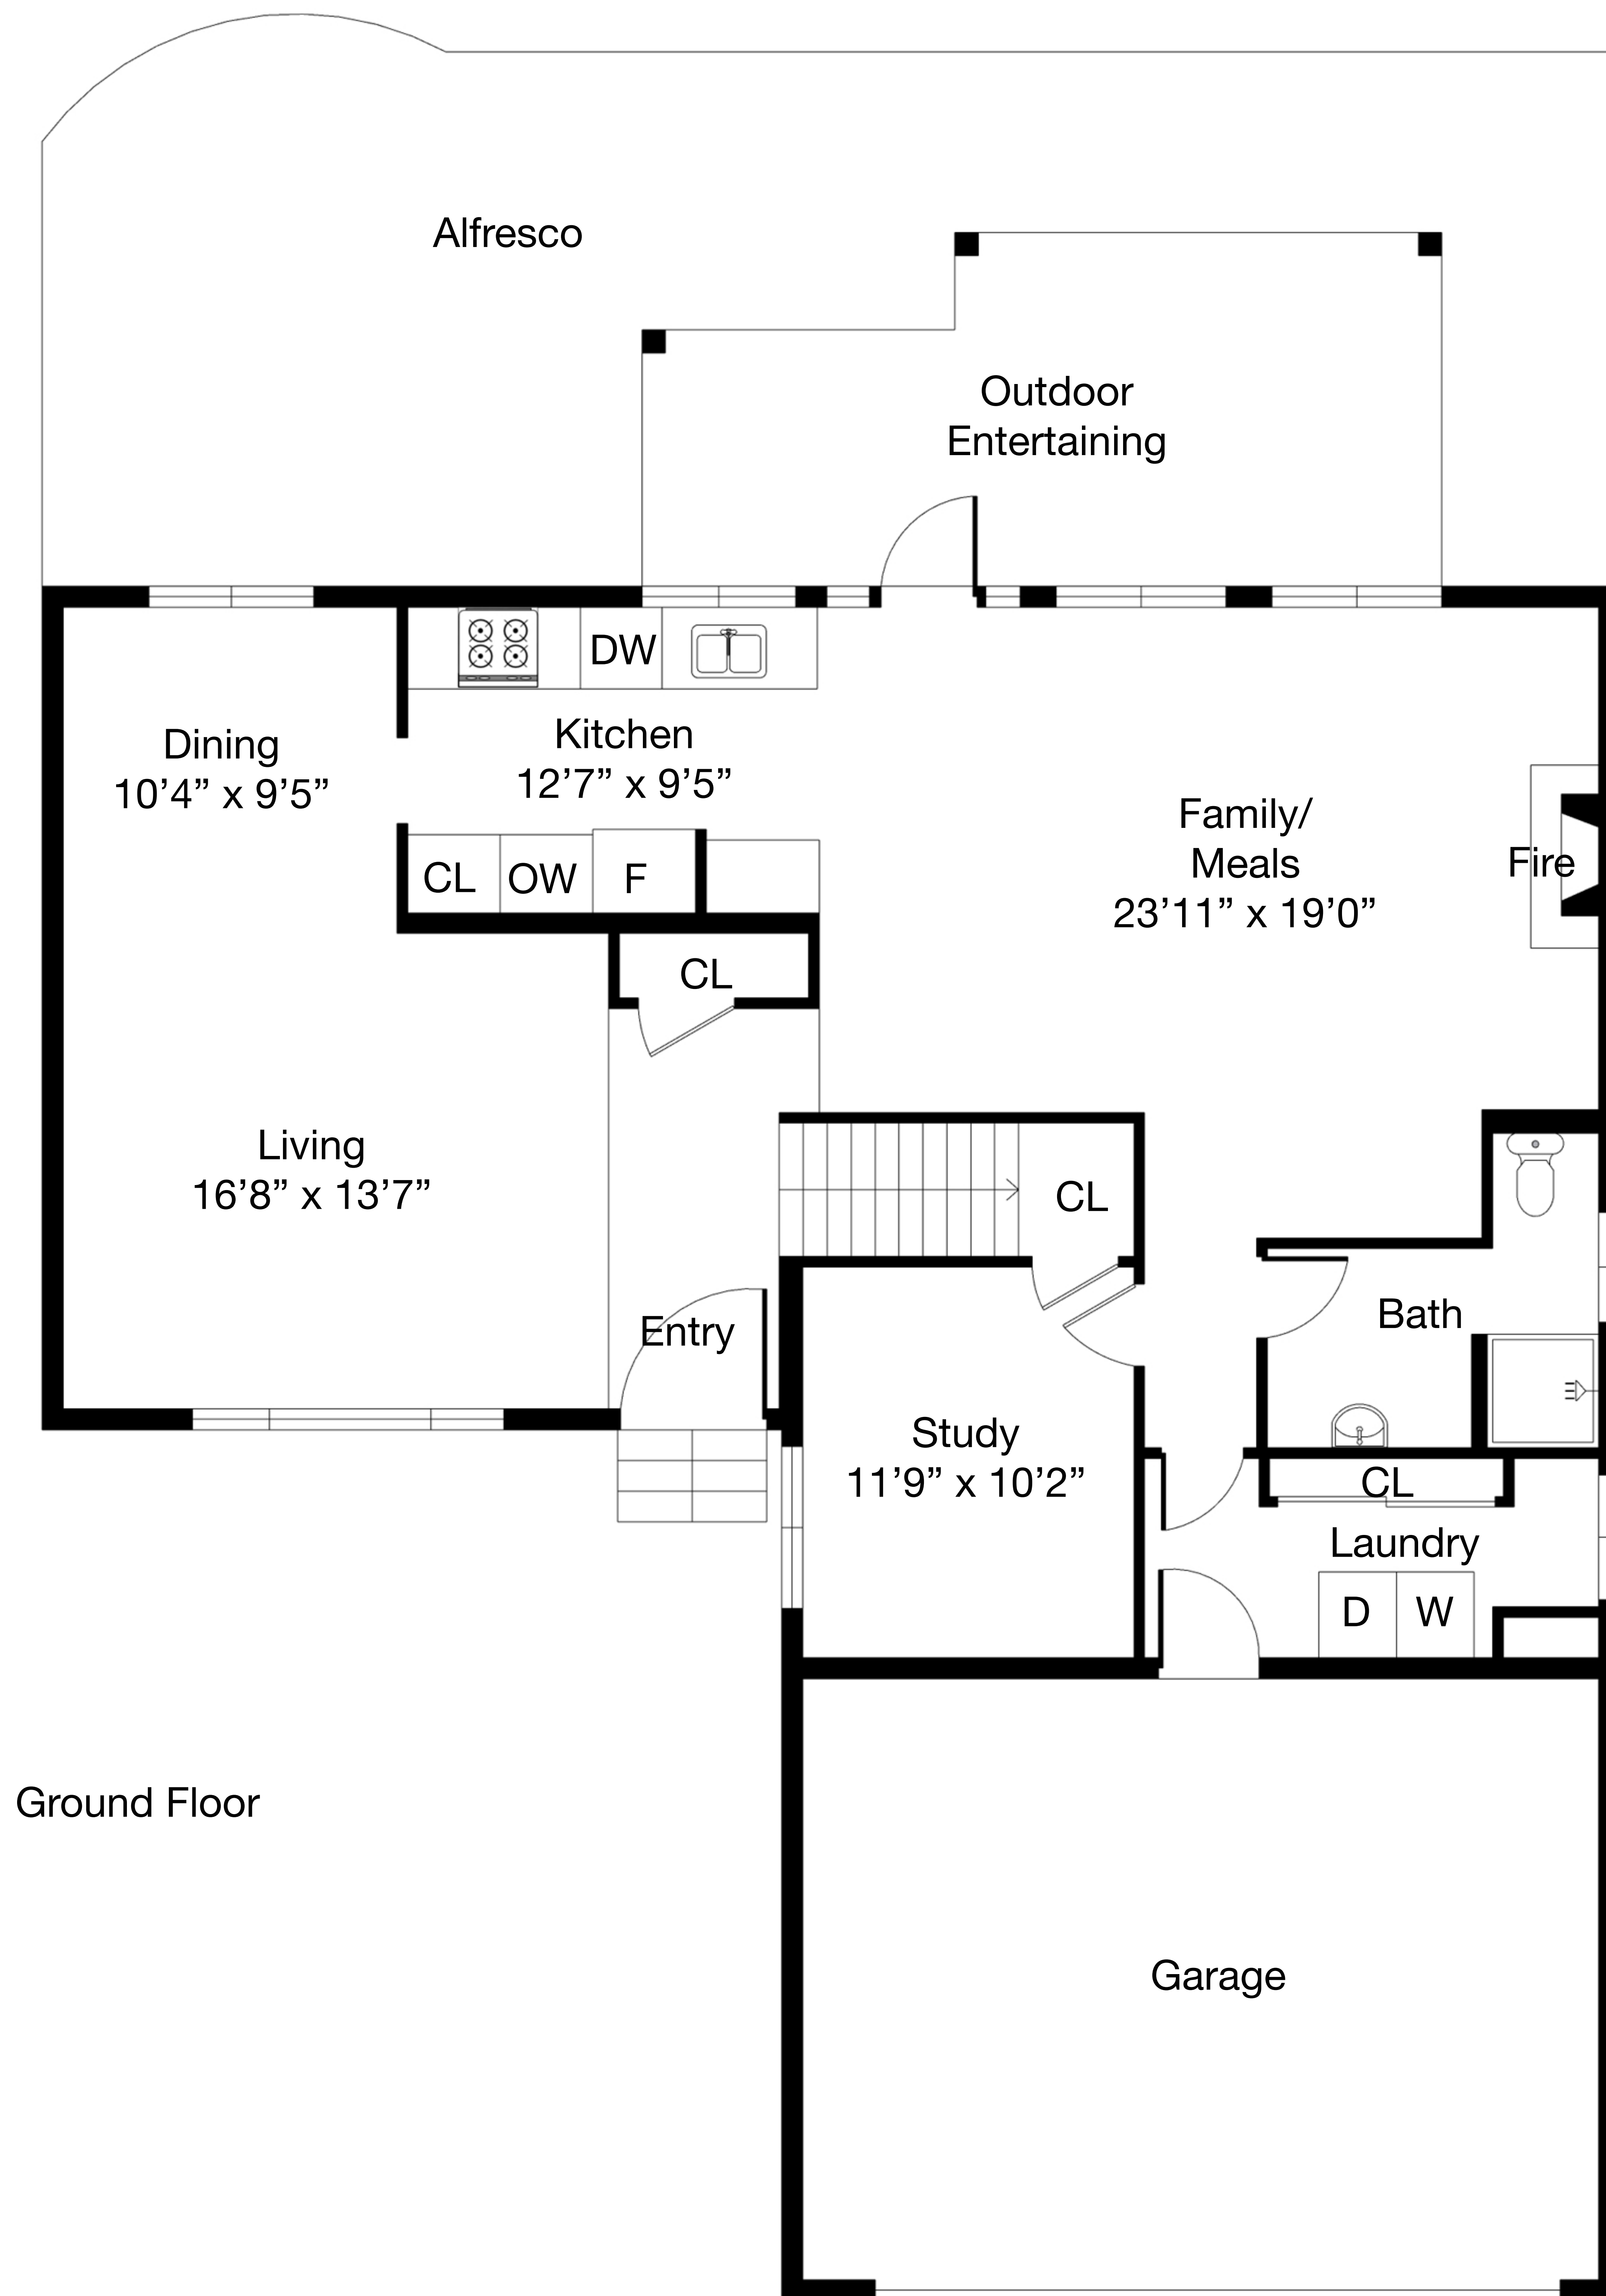 Alfresco
Outdoor
Entertaining
DW
Dining
10’4” x 9’5”
Kitchen
12’7” x 9’5”
Family/
Meals
23’11” x 19’0”
Fire
CL
OW
F
CL
Living
16’8” x 13’7”
CL
Entry
Bath
Study
11’9” x 10’2”
CL
Laundry
D
W
Ground Floor
Garage